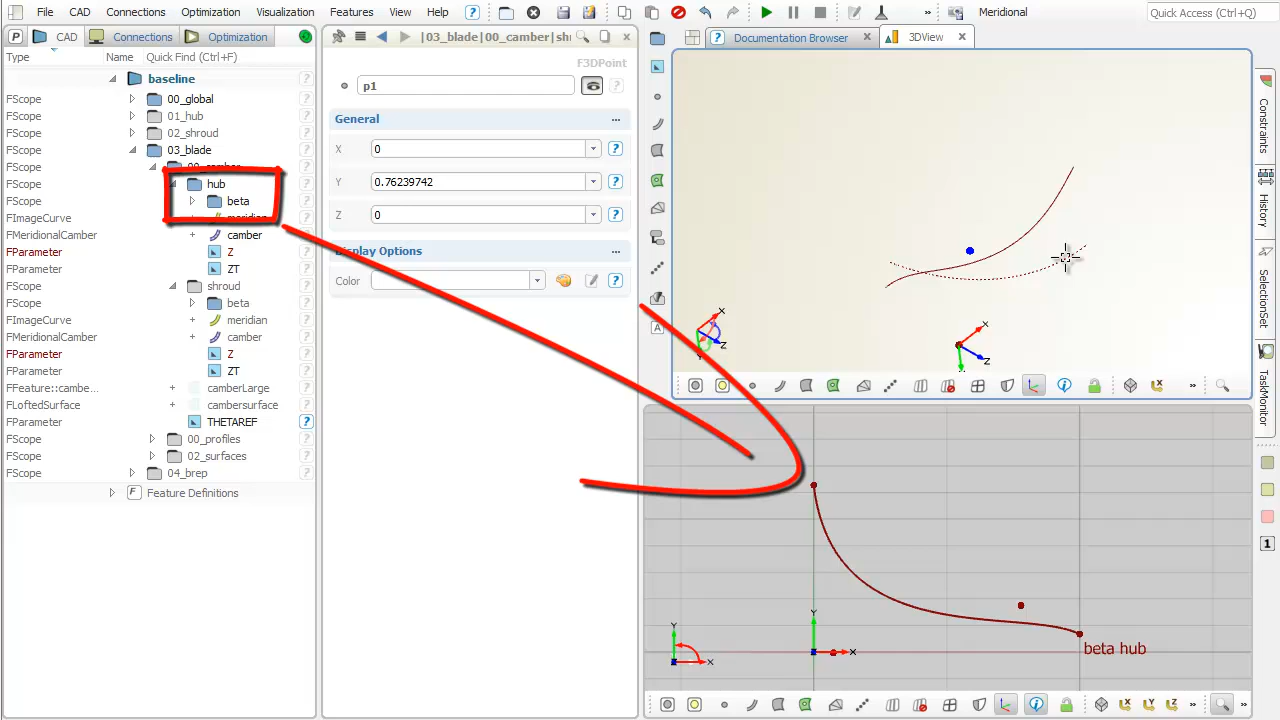 File CAD Connections Optimization Visualization Features View Help ? Meridional Quick Access (Ctrl+Q)
P CAD Connections Optimization
Type Name Quick Find (Ctrl+F)
baseline ?
FScope 00_global ?
FScope 01_hub ?
FScope 02_shroud ?
FScope 03_blade ?
FScope 00_camber ?
FScope hub ?
FScope beta ?
FImageCurve meridian ?
FMeridionalCamber camber ?
FParameter Z ?
FParameter ZT ?
FScope shroud ?
FScope beta ?
FImageCurve meridian ?
FMeridionalCamber camber ?
FParameter Z ?
FParameter ZT ?
FFeature::cambe... camberLarge ?
FLoftedSurface cambersurface ?
FParameter THETAREF ?
FScope 00_profiles ?
FScope 02_surfaces ?
FScope 04_brep ?
F Feature Definitions ?
|03_blade|00_camber|shr
F3DPoint
p1 ?
General ...
X 0 ?
Y 0.76239742 ?
Z 0 ?
Display Options ...
Color ?
? Documentation Browser
3DView
X
Z
Y
X
Z
A
Y
X
Y
X
beta hub
X Y Z
Constraints
History
SelectionSet
TaskMonitor
1